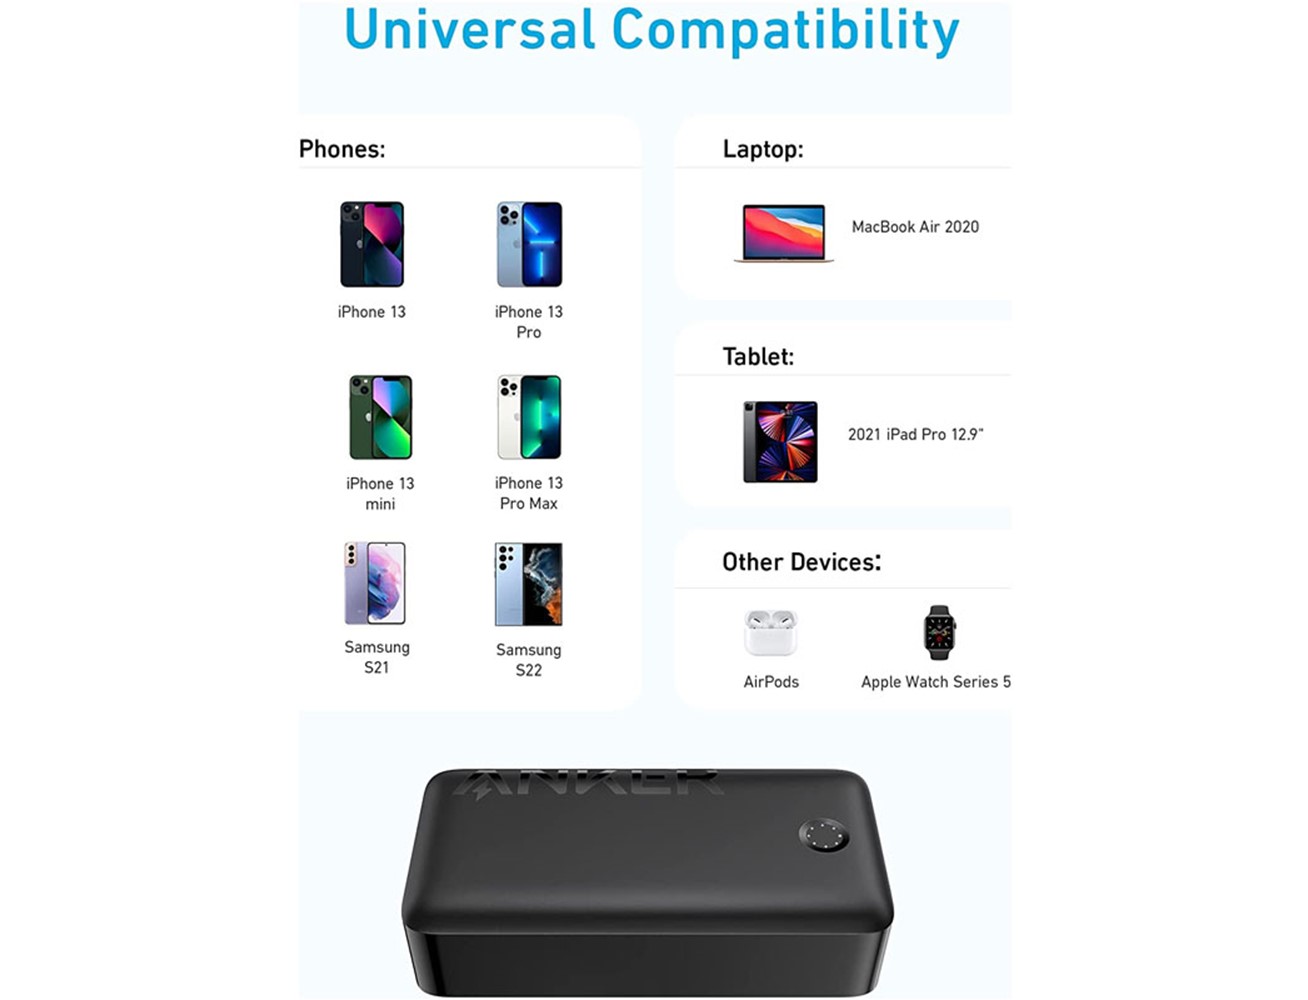 Universal Compatibility
Phones:
iPhone 13
iPhone 13
Pro
iPhone 13
mini
iPhone 13
Pro Max
Samsung
S21
Samsung
S22
Laptop:
MacBook Air 2020
Tablet:
2021 iPad Pro 12.9"
Other Devices:
AirPods
Apple Watch Series 5
ANKER